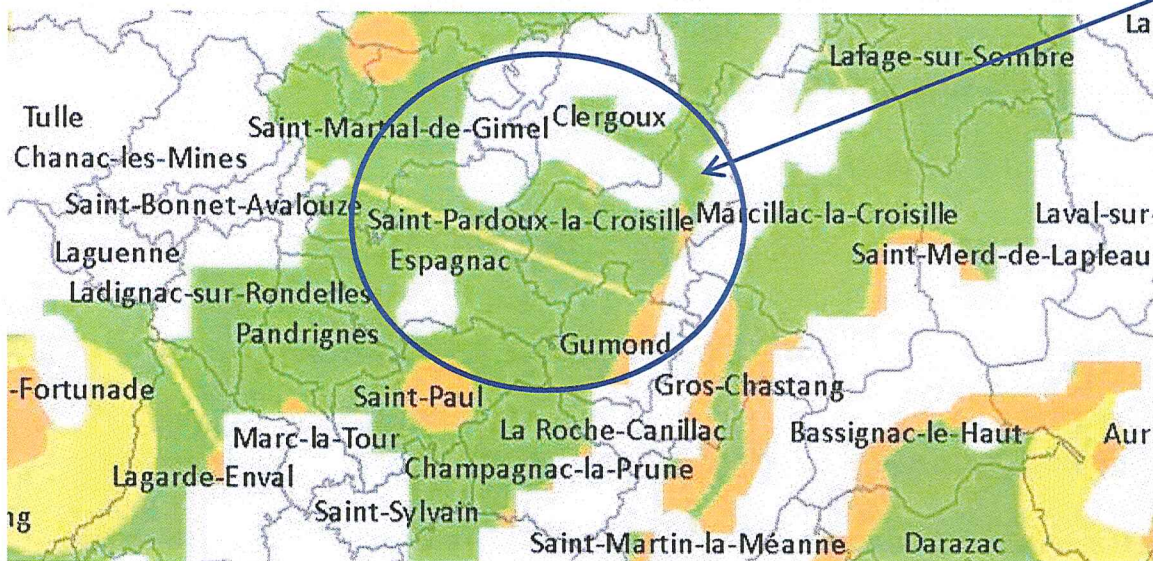 La
Lafage-sur-Sombre
Tulle
Saint-Martial-de-Gimel
Clergoux
Chanac-les-Mines
Saint-Bonnet-Avalouze
Saint-Pardoux-la-Croisille
Marcillac-la-Croisille
Laval-sur-
Laguenne
Espagnac
Saint-Merd-de-Lapleau
Ladignac-sur-Rondelles
Pandrignes
Gumond
-Fortunade
Saint-Paul
Gros-Chastang
Marc-la-Tour
La Roche-Canillac
Bassignac-le-Haut
Aur
Lagarde-Enval
Champagnac-la-Prune
Saint-Sylvain
ng
Saint-Martin-la-Méanne
Darazac